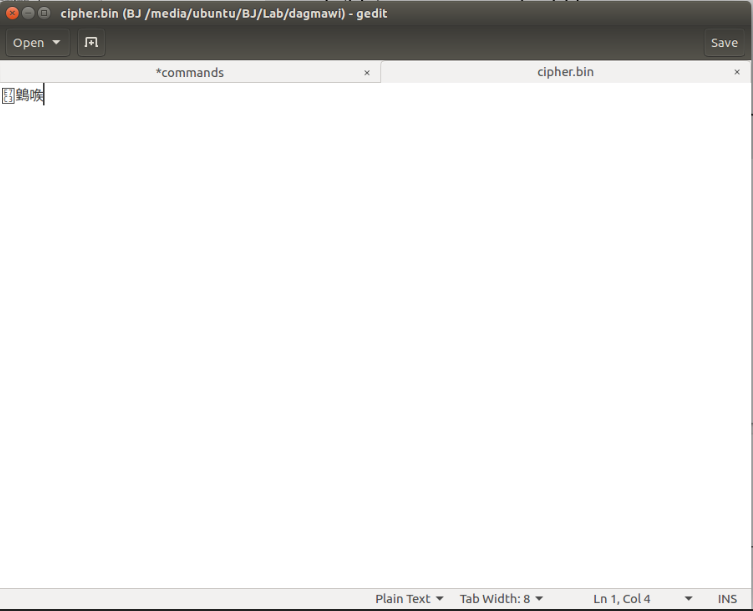 cipher.bin (BJ /media/ubuntu/BJ/Lab/dagmawi) - gedit
Open Save
*commands × cipher.bin ×
Plain Text Tab Width: 8 Ln 1, Col 4 INS